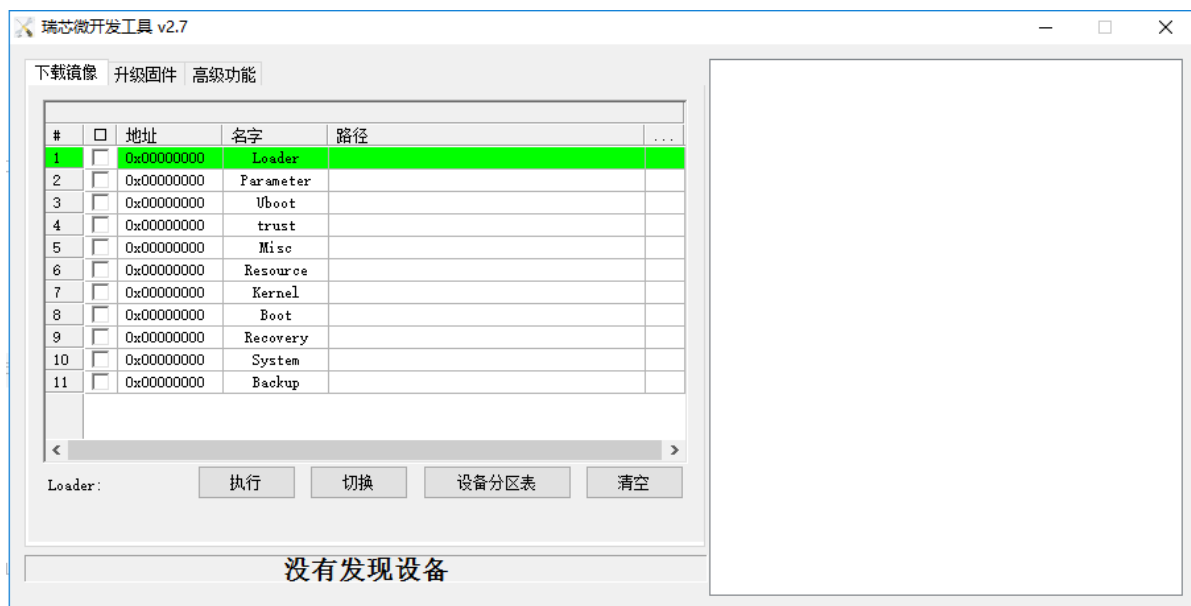 瑞芯微开发工具 v2.7
下载镜像 升级固件 高级功能
# 地址 名字 路径 ...
1 0x00000000 Loader
2 0x00000000 Parameter
3 0x00000000 Uboot
4 0x00000000 trust
5 0x00000000 Misc
6 0x00000000 Resource
7 0x00000000 Kernel
8 0x00000000 Boot
9 0x00000000 Recovery
10 0x00000000 System
11 0x00000000 Backup
Loader: 执行 切换 设备分区表 清空
没有发现设备